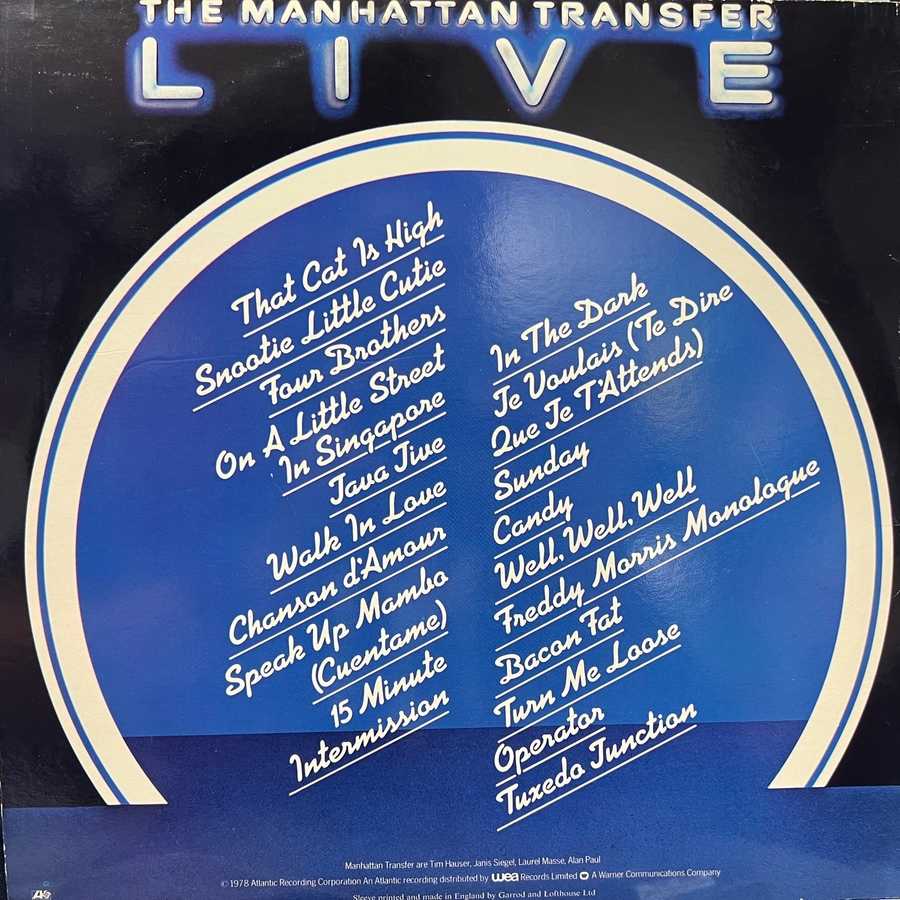 THE MANHATTAN TRANSFER
LIVE
That Cat Is High
Snootie Little Cutie
Four Brothers
On A Little Street
In Singapore
Java Jive
Walk In Love
Chanson d'Amour
Speak Up Mambo
(Cuentame)
15 Minute
Intermission
In The Dark
Je Voulais (Te Dire
Que Je T'Attends)
Sunday
Candy
Well, Well, Well
Freddy Morris Monologue
Bacon Fat
Turn Me Loose
Operator
Tuxedo Junction
Manhattan Transfer are Tim Hauser, Janis Siegel, Laurel Masse, Alan Paul
© 1978 Atlantic Recording Corporation An Atlantic recording distributed by wea Records Limited A Warner Communications Company
Sleeve printed and made in England by Garrod and Lofthouse Ltd